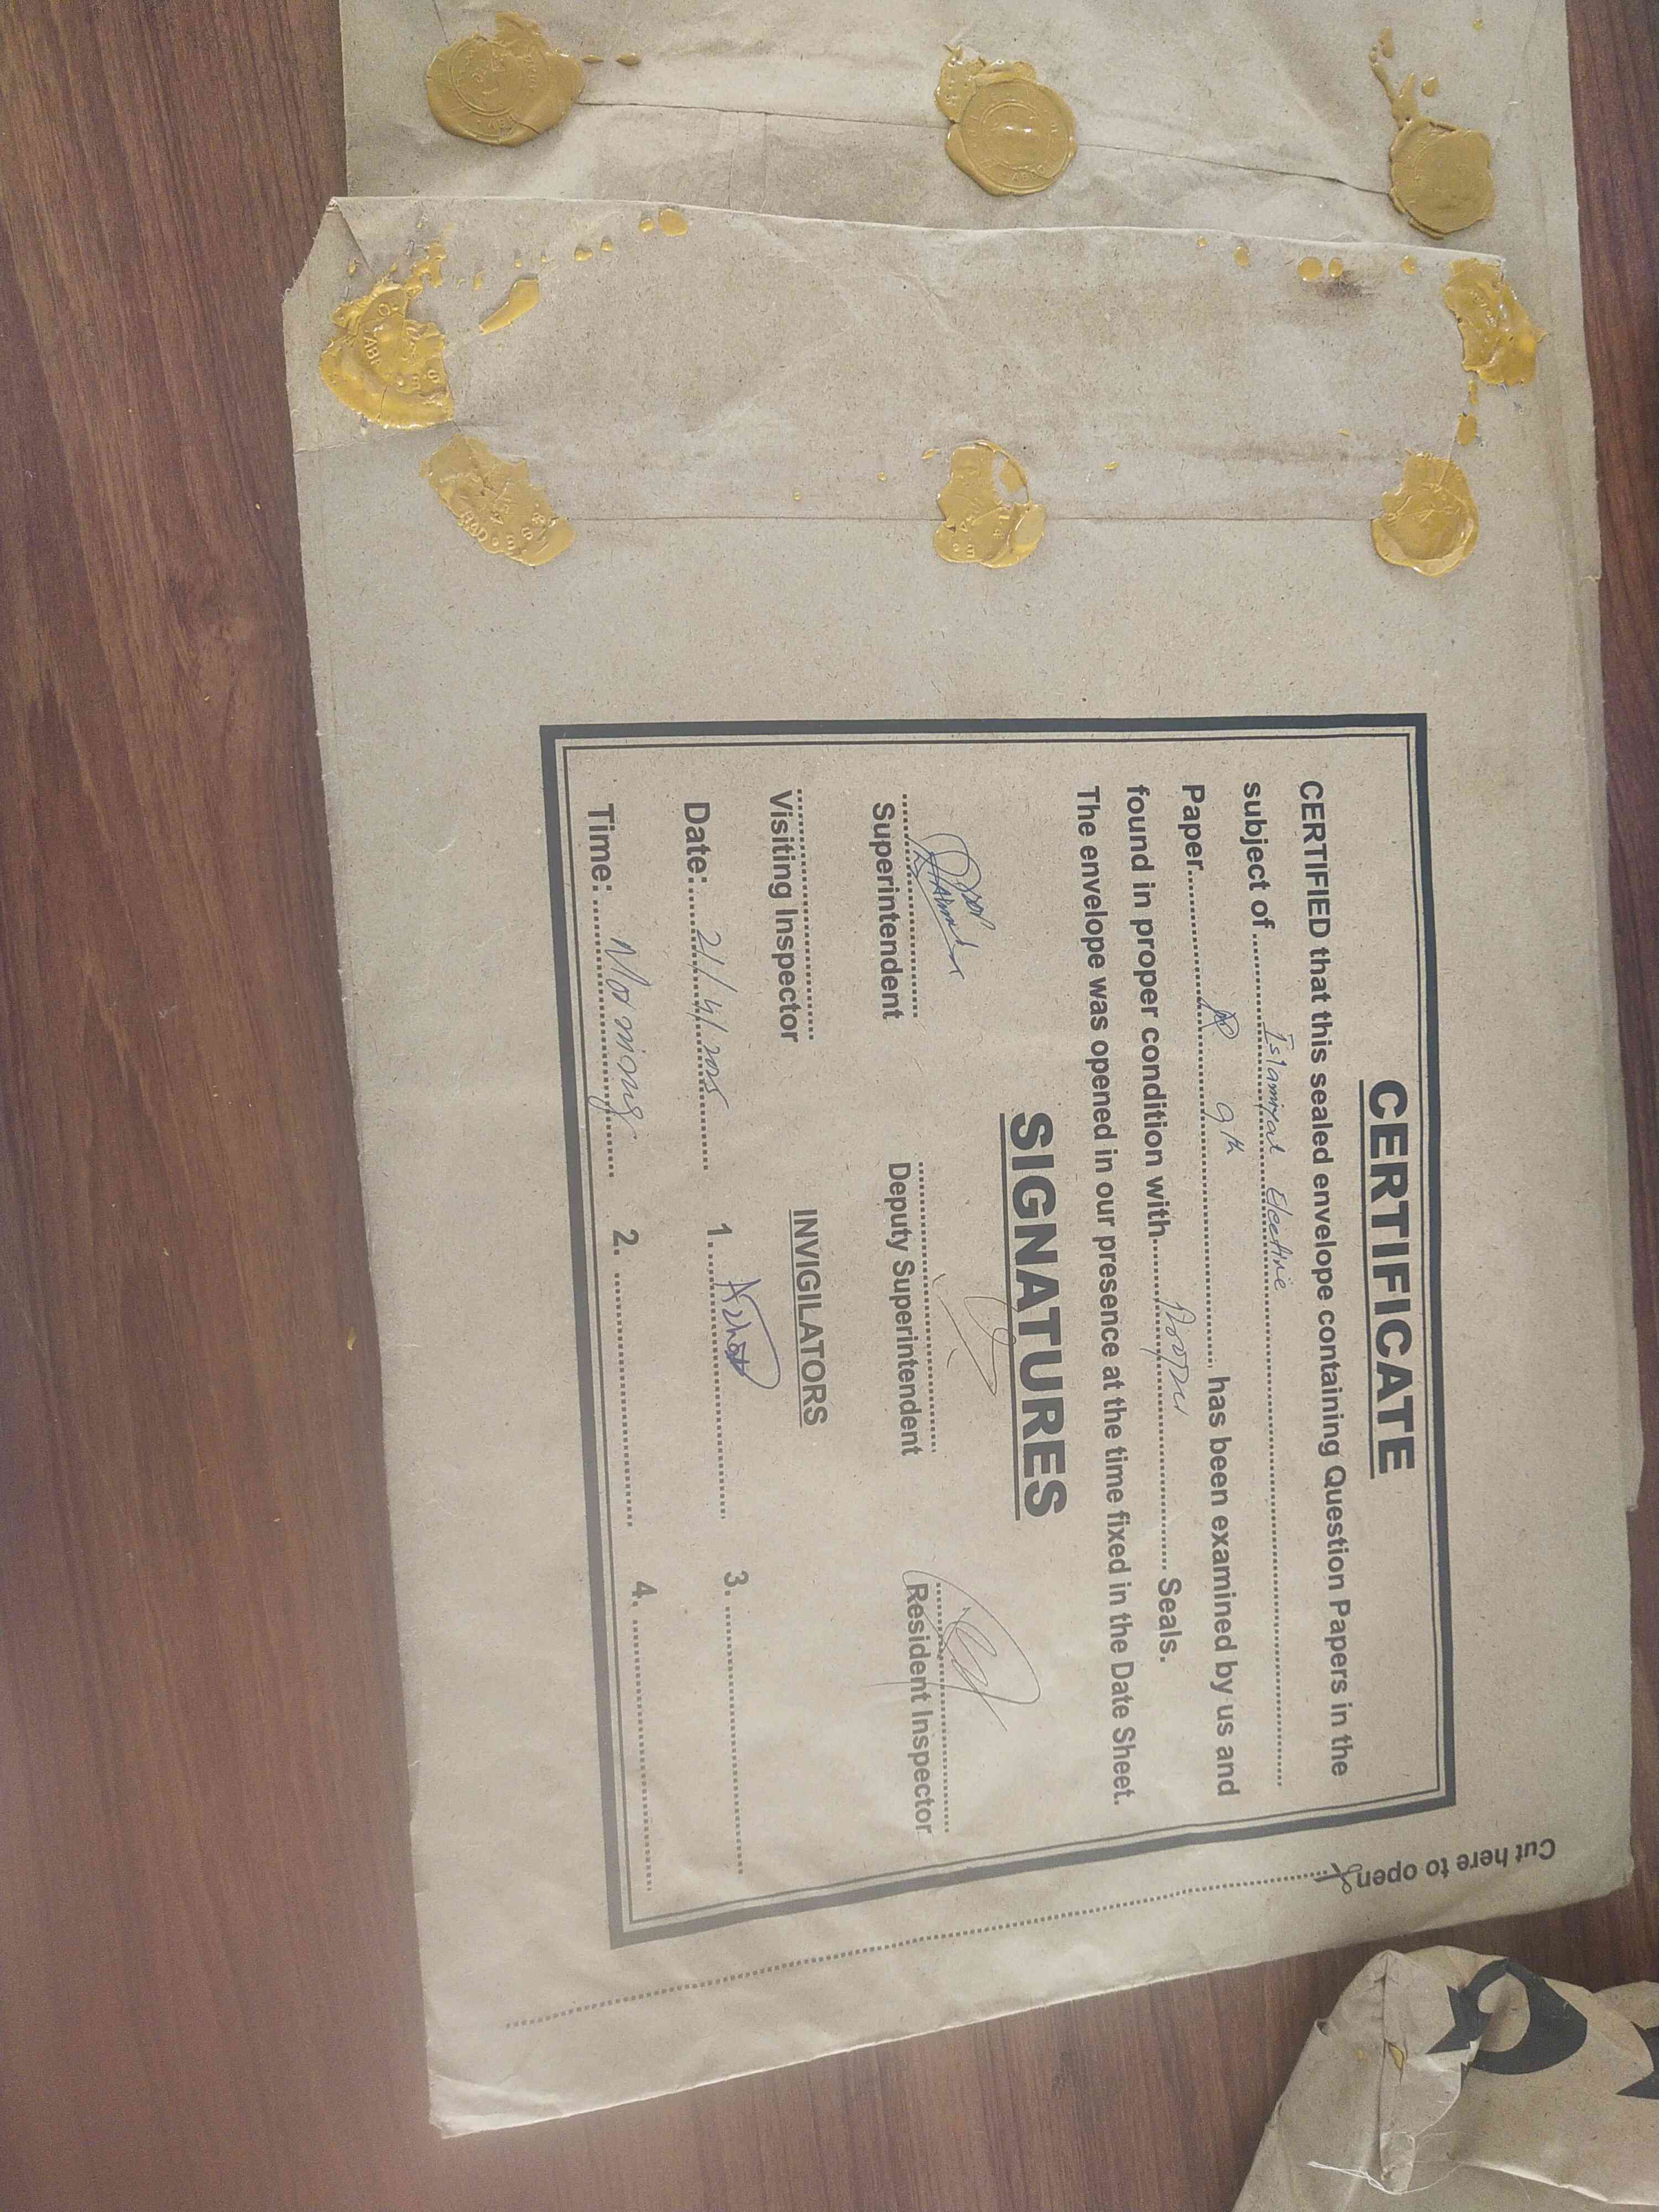 CERTIFICATE
CERTIFIED that this sealed envelope containing Question Papers in the
subject of.....Islamiyat Elective.....
Paper.....9th....., has been examined by us and
found in proper condition with.....Proper..... Seals.
The envelope was opened in our presence at the time fixed in the Date Sheet.
SIGNATURES
Superintendent Deputy Superintendent Resident Inspector
Visiting Inspector INVIGILATORS
Date:.....21/4/2025..... 1. ..... 3. .....
Time:.....Morning..... 2. ..... 4. .....
Cut here to open